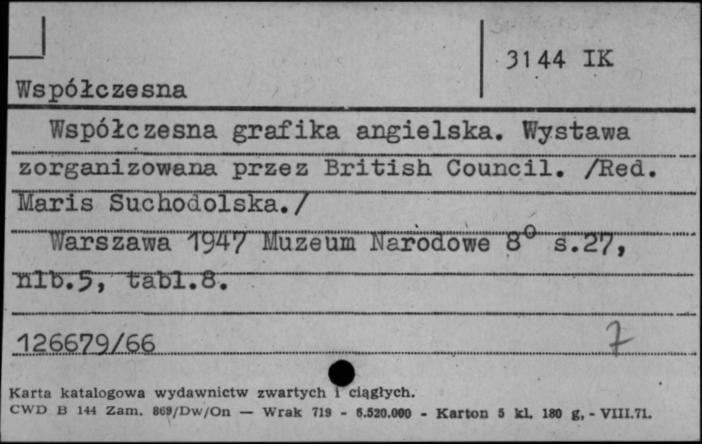 3144 IK
Współczesna
Współczesna grafika angielska. Wystawa
zorganizowana przez British Council. /Red.
Maris Suchodolska./
Warszawa 1947 Muzeum Narodowe 8° s.27,
nlb.5, tabl.8.
126679/66 7
Karta katalogowa wydawnictw zwartych i ciągłych.
CWD B 144 Zam. 869/Dw/On — Wrak 719 - 6.520.000 - Karton 5 kl. 180 g, - VIII.71.